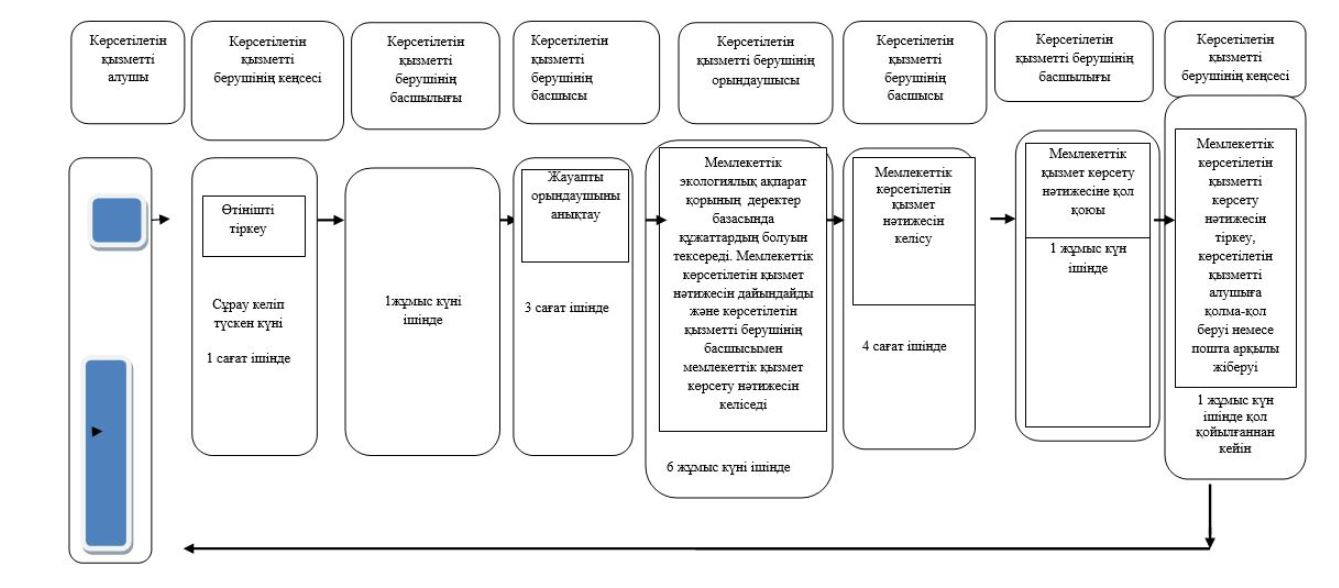 Көрсетілетін
қызметті
алушы
Көрсетілетін
қызметті
берушінің кеңсесі
Көрсетілетін
қызметті
берушінің
басшылығы
Көрсетілетін
қызметті
берушінің
басшысы
Көрсетілетін
қызметті берушінің
орындаушысы
Көрсетілетін
қызметті
берушінің
басшысы
Көрсетілетін
қызметті берушінің
басшылығы
Көрсетілетін
қызметті
берушінің кеңсесі
Өтінішті
тіркеу
Сұрау келіп
түскен күні
1 сағат ішінде
1жұмыс күні
ішінде
Жауапты
орындаушыны
анықтау
3 сағат ішінде
Мемлекеттік
экологиялық ақпарат
қорының деректер
базасында
құжаттардың болуын
тексереді. Мемлекеттік
көрсетілетін қызмет
нәтижесін дайындайды
және көрсетілетін
қызметті берушінің
басшысымен
мемлекеттік қызмет
көрсету нәтижесін
келіседі
6 жұмыс күні ішінде
Мемлекеттік
көрсетілетін
қызмет
нәтижесін
келісу
4 сағат ішінде
Мемлекеттік
қызмет көрсету
нәтижесіне қол
қоюы
1 жұмыс күн
ішінде
Мемлекеттік
көрсетілетін
қызметті
көрсету
нәтижесін
тіркеу,
көрсетілетін
қызметті
алушыға
қолма-қол
беруі немесе
пошта арқылы
жіберуі
1 жұмыс күн
ішінде қол
қойылғаннан
кейін